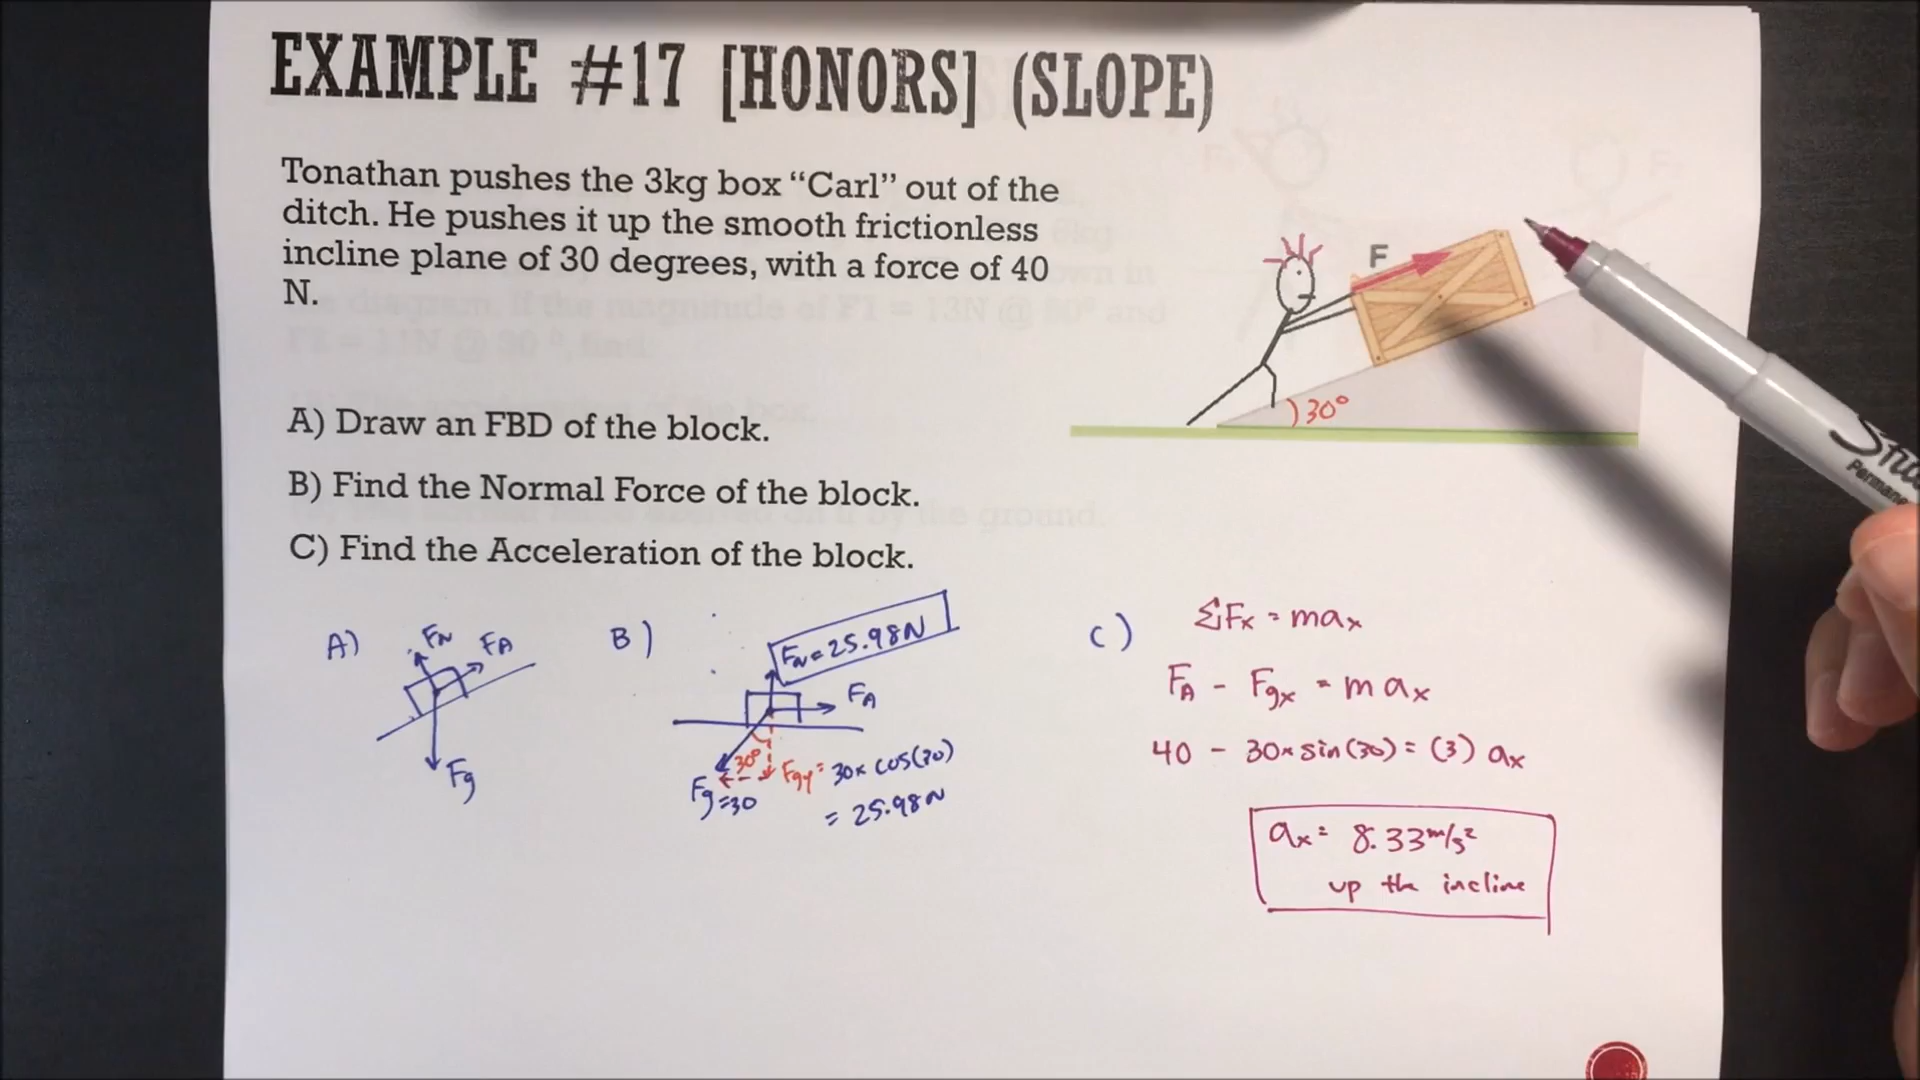 EXAMPLE #17 [HONORS] (SLOPE)
Tonathan pushes the 3kg box “Carl” out of the
ditch. He pushes it up the smooth frictionless
incline plane of 30 degrees, with a force of 40
N.
F
30°
A) Draw an FBD of the block.
B) Find the Normal Force of the block.
C) Find the Acceleration of the block.
A)
FN
FA
Fg
B)
FN = 25.98N
FA
30°
Fg = 30
Fgy = 30x cos(30)
= 25.98N
C)
ΣFx = max
FA - Fgx = max
40 - 30x sin(30) = (3) ax
ax = 8.33m/s²
up the incline